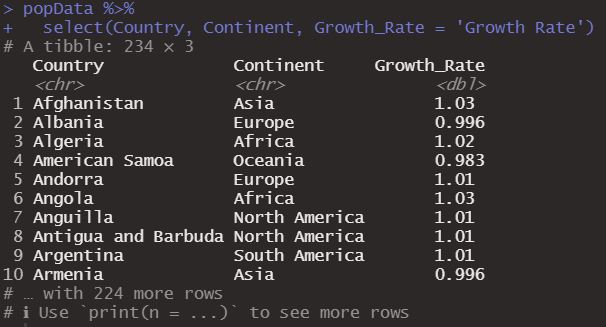 > popData %>%
+   select(Country, Continent, Growth_Rate = 'Growth Rate')
# A tibble: 234 × 3
   Country             Continent     Growth_Rate
   <chr>               <chr>               <dbl>
 1 Afghanistan         Asia                1.03
 2 Albania             Europe              0.996
 3 Algeria             Africa              1.02
 4 American Samoa      Oceania             0.983
 5 Andorra             Europe              1.01
 6 Angola              Africa              1.03
 7 Anguilla            North America       1.01
 8 Antigua and Barbuda North America       1.01
 9 Argentina           South America       1.01
10 Armenia             Asia                0.996
# … with 224 more rows
# ℹ Use `print(n = ...)` to see more rows